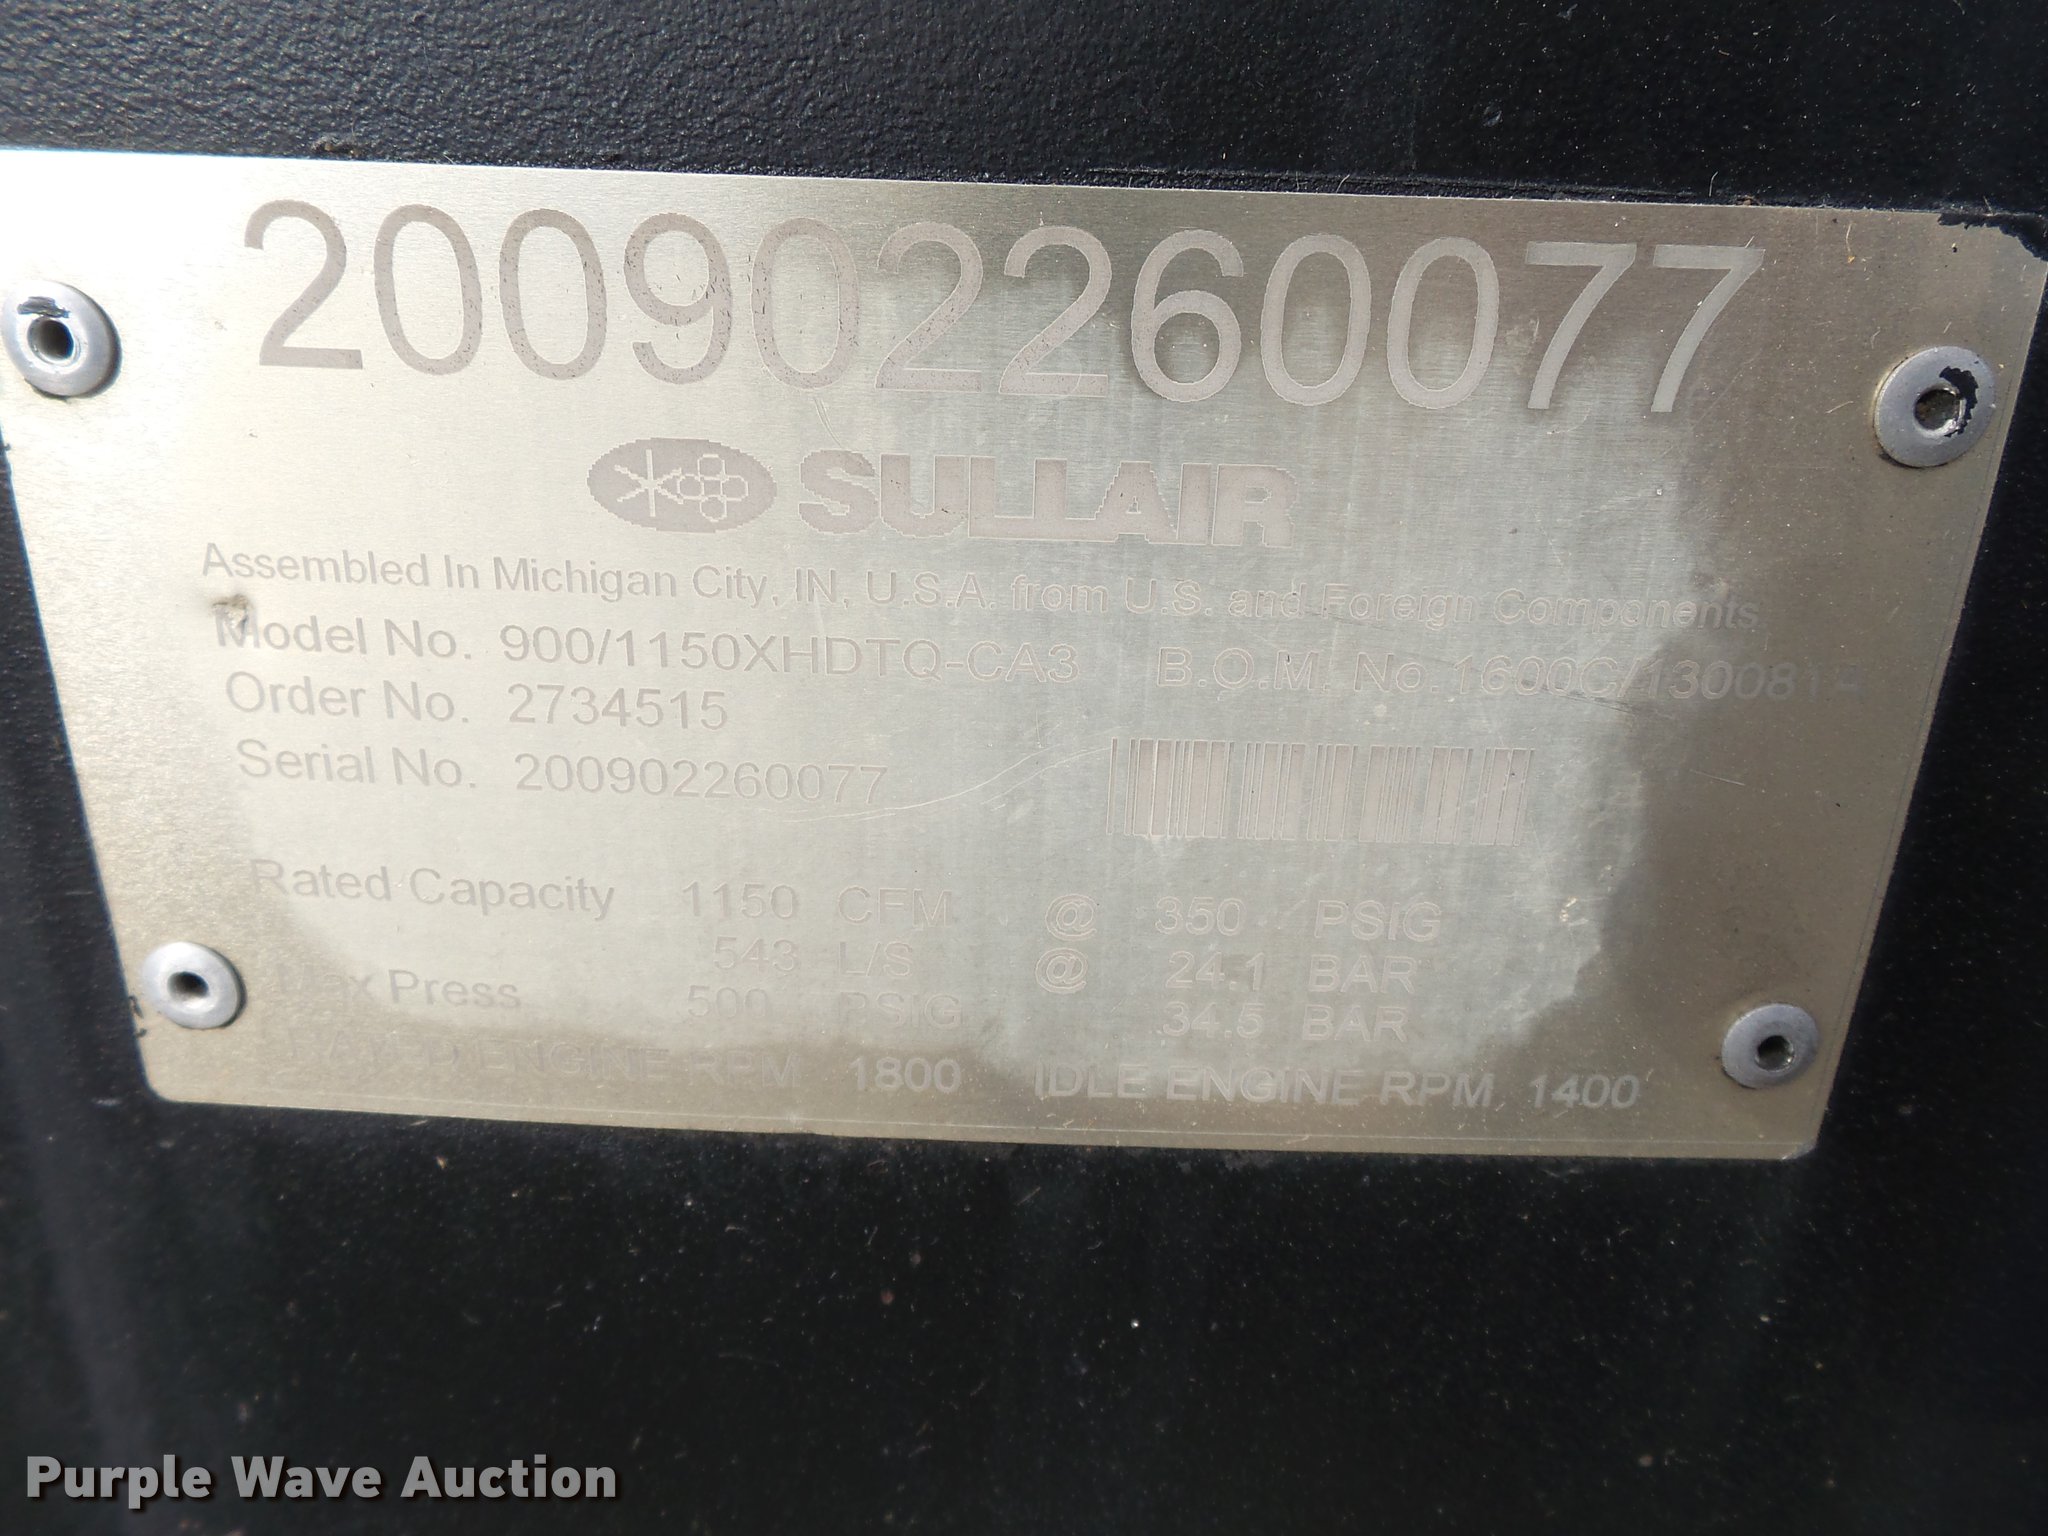 200902260077
SULLAIR
Assembled In Michigan City, IN, U.S.A. from U.S. and Foreign Components
Model No. 900/1150XHDTQ-CA3 B.O.M. No.
Order No. 2734515
Serial No. 200902260077
Rated Capacity 1150 CFM @ 350 PSIG
543 L/S @ 24.1 BAR
Max Press 500 PSIG 34.5 BAR
RATED ENGINE RPM 1800 IDLE ENGINE RPM 1400
Purple Wave Auction